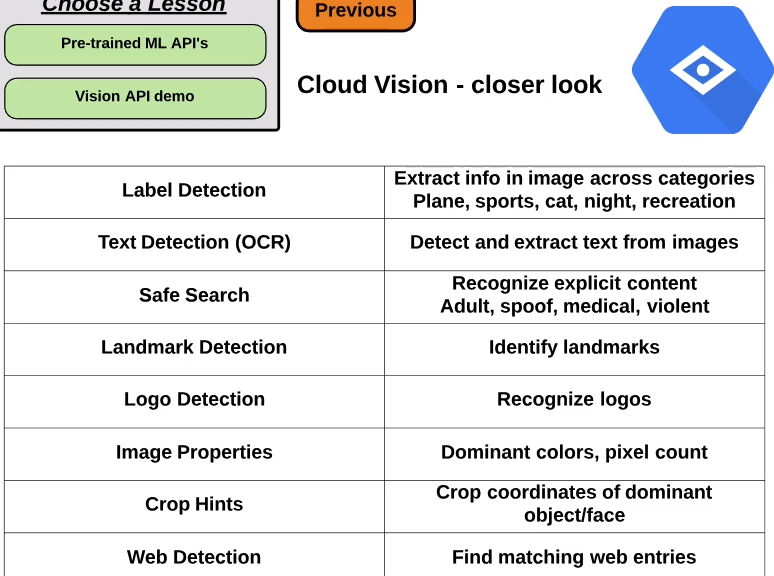 Choose a Lesson
Previous
Pre-trained ML API's
Vision API demo
Cloud Vision - closer look
Label Detection
Extract info in image across categories
Plane, sports, cat, night, recreation
Text Detection (OCR)
Detect and extract text from images
Safe Search
Recognize explicit content
Adult, spoof, medical, violent
Landmark Detection
Identify landmarks
Logo Detection
Recognize logos
Image Properties
Dominant colors, pixel count
Crop Hints
Crop coordinates of dominant
object/face
Web Detection
Find matching web entries